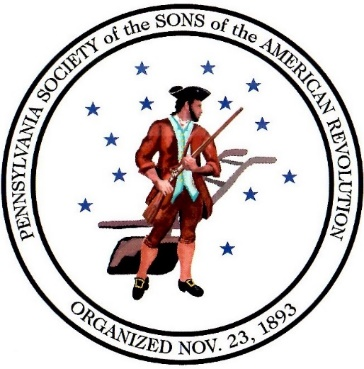 PENNSYLVANIA SOCIETY of the SONS of the AMERICAN REVOLUTION
ORGANIZED NOV. 23, 1893